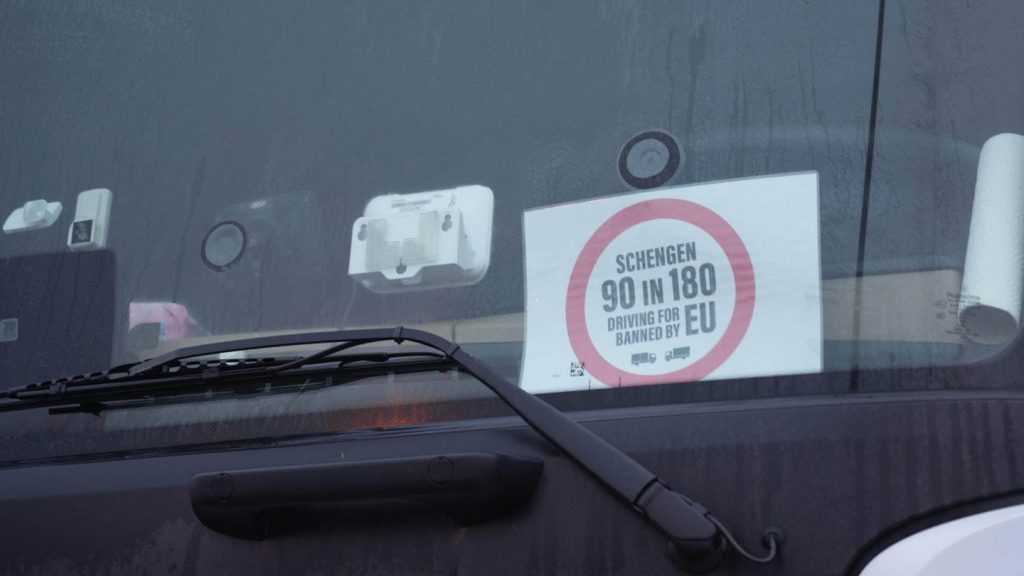 SCHENGEN
90 IN 180
DRIVING FOR EU
BANNED BY